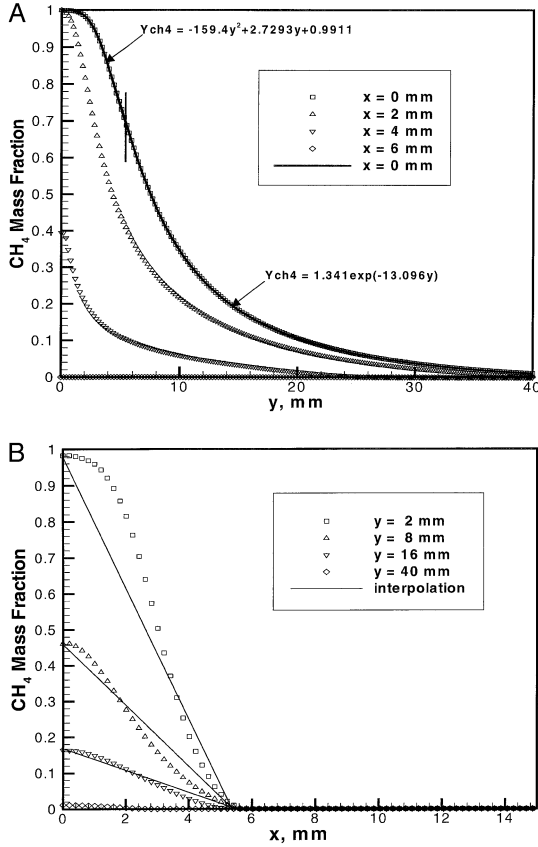 A
Ych4 = -159.4y²+2.7293y+0.9911
x = 0 mm
x = 2 mm
x = 4 mm
x = 6 mm
x = 0 mm
Ych4 = 1.341exp(-13.096y)
CH₄ Mass Fraction
1
0.9
0.8
0.7
0.6
0.5
0.4
0.3
0.2
0.1
0
0 10 20 30 40
y, mm
B
y = 2 mm
y = 8 mm
y = 16 mm
y = 40 mm
interpolation
CH₄ Mass Fraction
1
0.9
0.8
0.7
0.6
0.5
0.4
0.3
0.2
0.1
0
0 2 4 6 8 10 12 14
x, mm